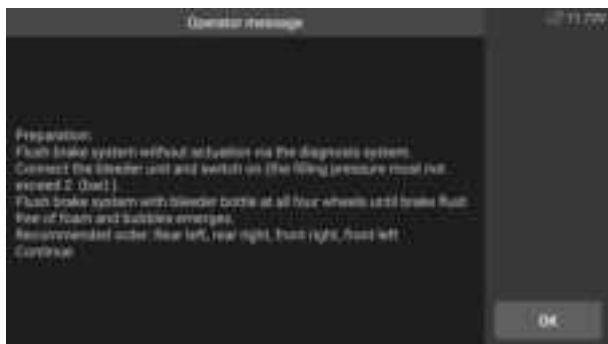 Operator message
Preparation:
Flush brake system without actuation via the diagnosis system.
Connect the bleeder unit and switch on (the filling pressure must not
exceed 2 (bar)).
Flush brake system with bleeder bottle at all four wheels until brake fluid
free of foam and bubbles emerges.
Recommended order: Rear left, rear right, front right, front left
Continue
OK